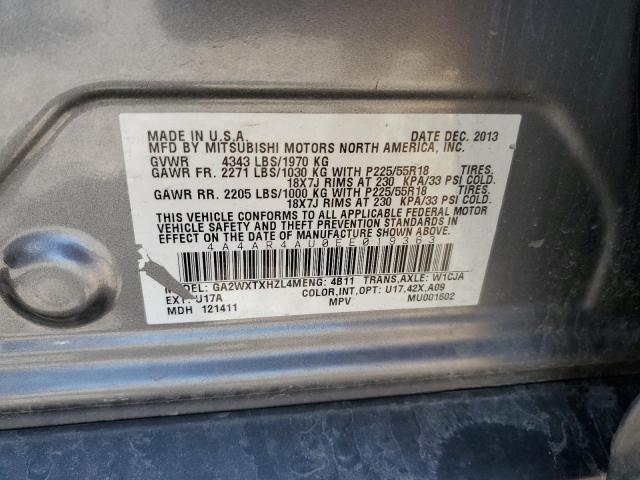 MADE IN U.S.A. DATE DEC. 2013
MFD BY MITSUBISHI MOTORS NORTH AMERICA, INC.
GVWR 4343 LBS/1970 KG
GAWR FR. 2271 LBS/1030 KG WITH P225/55R18 TIRES.
18X7J RIMS AT 230 KPA/33 PSI COLD.
GAWR RR. 2205 LBS/1000 KG WITH P225/55R18 TIRES.
18X7J RIMS AT 230 KPA/33 PSI COLD.
THIS VEHICLE CONFORMS TO ALL APPLICABLE FEDERAL MOTOR
VEHICLE SAFETY AND THEFT PREVENTION STANDARDS IN
EFFECT ON THE DATE OF MANUFACTURE SHOWN ABOVE.
4A4AR4AU0EE019363
MODEL: GA2WXTXHZL4MENG: 4B11 TRANS,AXLE: W1CJA
EXT: U17A COLOR,INT,OPT: U17,42X,A09
MDH 121411 MPV MU001602